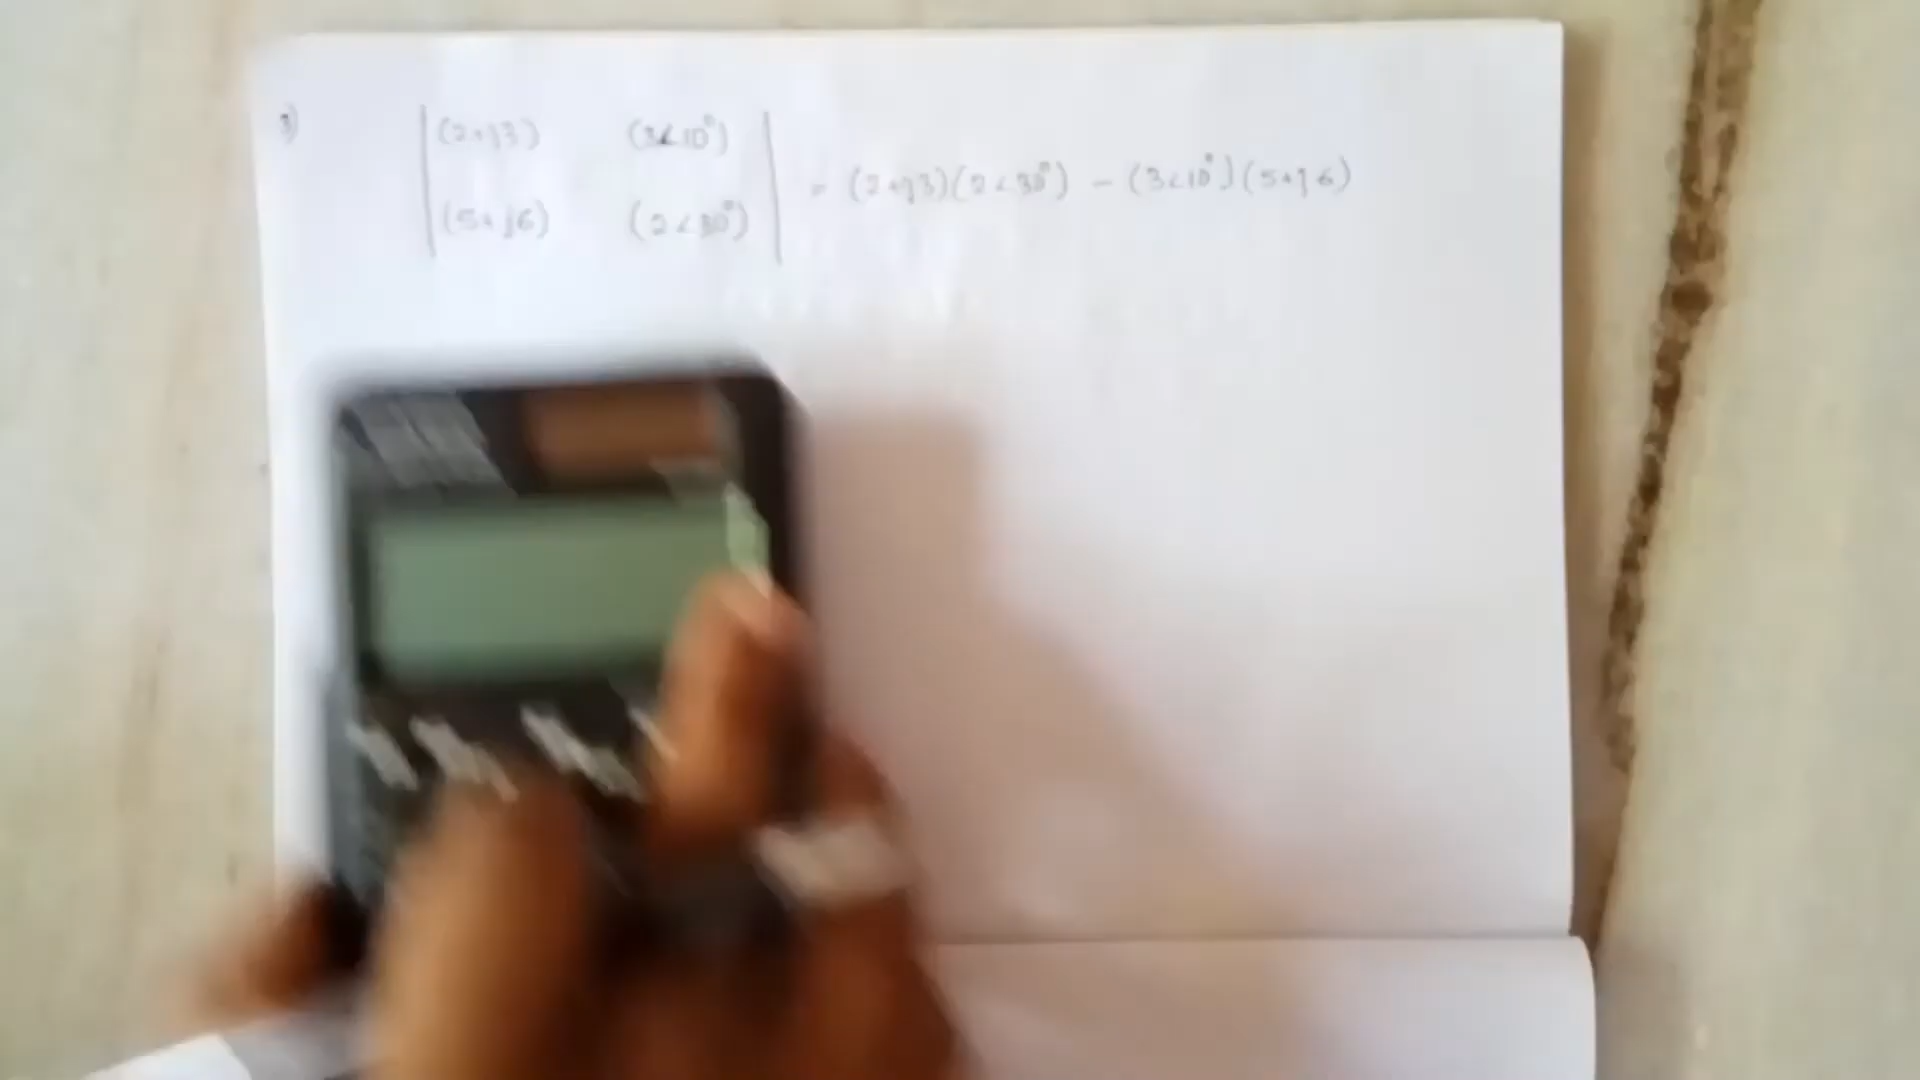 3)
(2+j3) (3∠10°)
= (2+j3)(2∠30°) - (3∠10°)(5+j6)
(5+j6) (2∠30°)